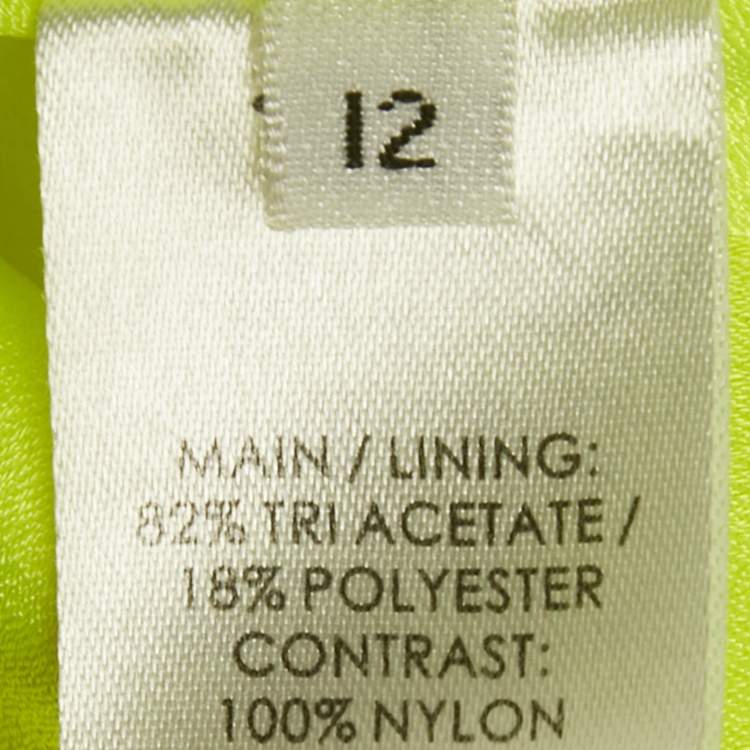 12
MAIN / LINING:
82% TRI ACETATE /
18% POLYESTER
CONTRAST:
100% NYLON